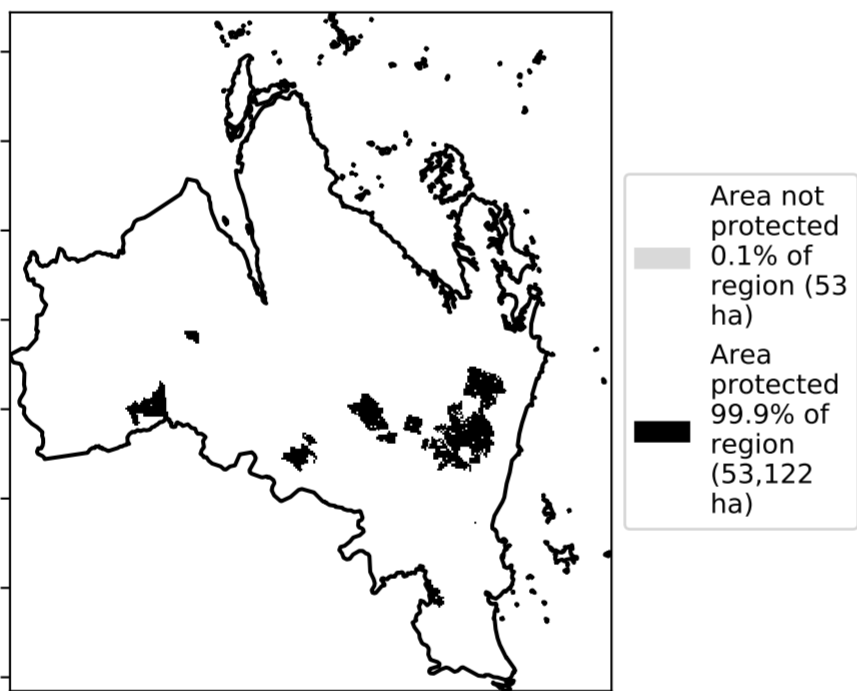 Area not
protected
0.1% of
region (53
ha)
Area
protected
99.9% of
region
(53,122
ha)